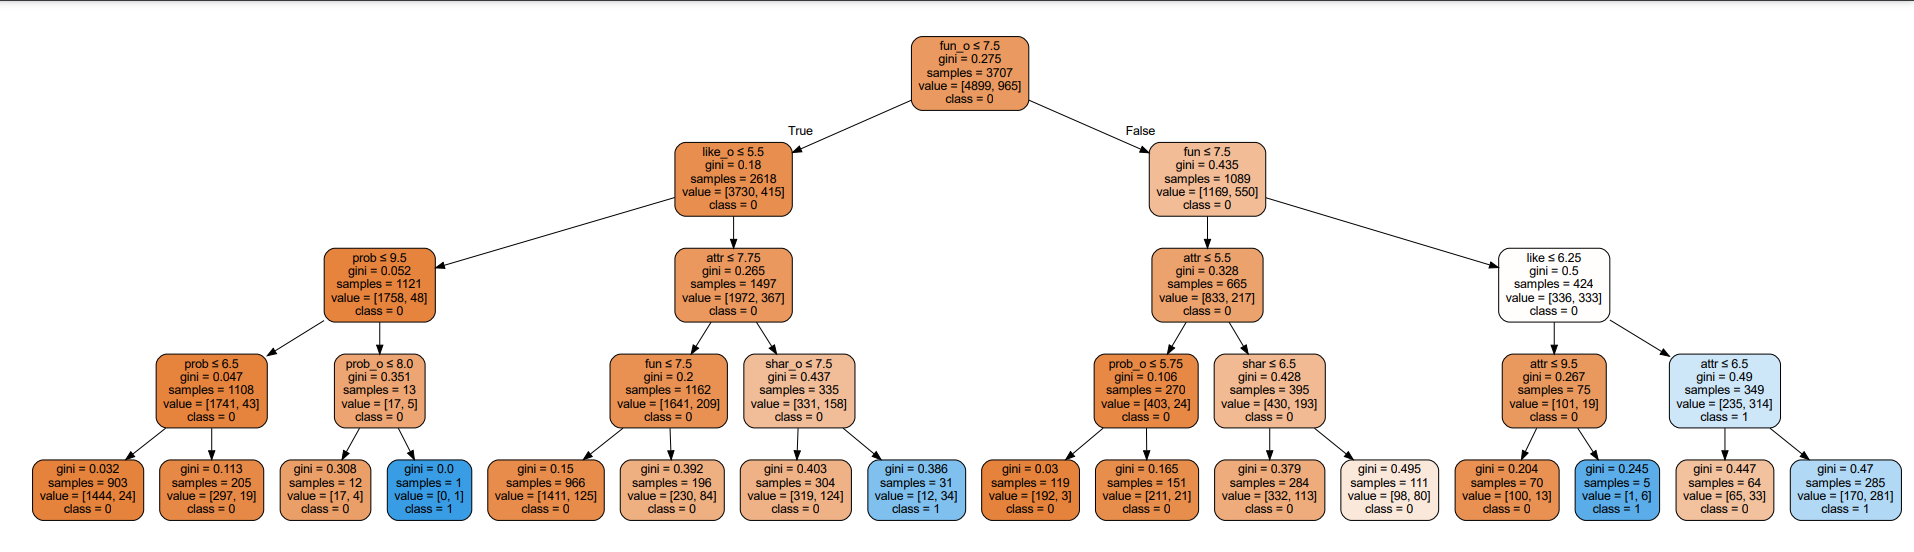 fun_o ≤ 7.5
gini = 0.275
samples = 3707
value = [4899, 965]
class = 0
True
False
like_o ≤ 5.5
gini = 0.18
samples = 2618
value = [3730, 415]
class = 0
fun ≤ 7.5
gini = 0.435
samples = 1089
value = [1169, 550]
class = 0
prob ≤ 9.5
gini = 0.052
samples = 1121
value = [1758, 48]
class = 0
attr ≤ 7.75
gini = 0.265
samples = 1497
value = [1972, 367]
class = 0
attr ≤ 5.5
gini = 0.328
samples = 665
value = [833, 217]
class = 0
like ≤ 6.25
gini = 0.5
samples = 424
value = [336, 333]
class = 0
prob ≤ 6.5
gini = 0.047
samples = 1108
value = [1741, 43]
class = 0
prob_o ≤ 8.0
gini = 0.351
samples = 13
value = [17, 5]
class = 0
fun ≤ 7.5
gini = 0.2
samples = 1162
value = [1641, 209]
class = 0
shar_o ≤ 7.5
gini = 0.437
samples = 335
value = [331, 158]
class = 0
prob_o ≤ 5.75
gini = 0.106
samples = 270
value = [403, 24]
class = 0
shar ≤ 6.5
gini = 0.428
samples = 395
value = [430, 193]
class = 0
attr ≤ 9.5
gini = 0.267
samples = 75
value = [101, 19]
class = 0
attr ≤ 6.5
gini = 0.49
samples = 349
value = [235, 314]
class = 1
gini = 0.032
samples = 903
value = [1444, 24]
class = 0
gini = 0.113
samples = 205
value = [297, 19]
class = 0
gini = 0.308
samples = 12
value = [17, 4]
class = 0
gini = 0.0
samples = 1
value = [0, 1]
class = 1
gini = 0.15
samples = 966
value = [1411, 125]
class = 0
gini = 0.392
samples = 196
value = [230, 84]
class = 0
gini = 0.403
samples = 304
value = [319, 124]
class = 0
gini = 0.386
samples = 31
value = [12, 34]
class = 1
gini = 0.03
samples = 119
value = [192, 3]
class = 0
gini = 0.165
samples = 151
value = [211, 21]
class = 0
gini = 0.379
samples = 284
value = [332, 113]
class = 0
gini = 0.495
samples = 111
value = [98, 80]
class = 0
gini = 0.204
samples = 70
value = [100, 13]
class = 0
gini = 0.245
samples = 5
value = [1, 6]
class = 1
gini = 0.447
samples = 64
value = [65, 33]
class = 0
gini = 0.47
samples = 285
value = [170, 281]
class = 1